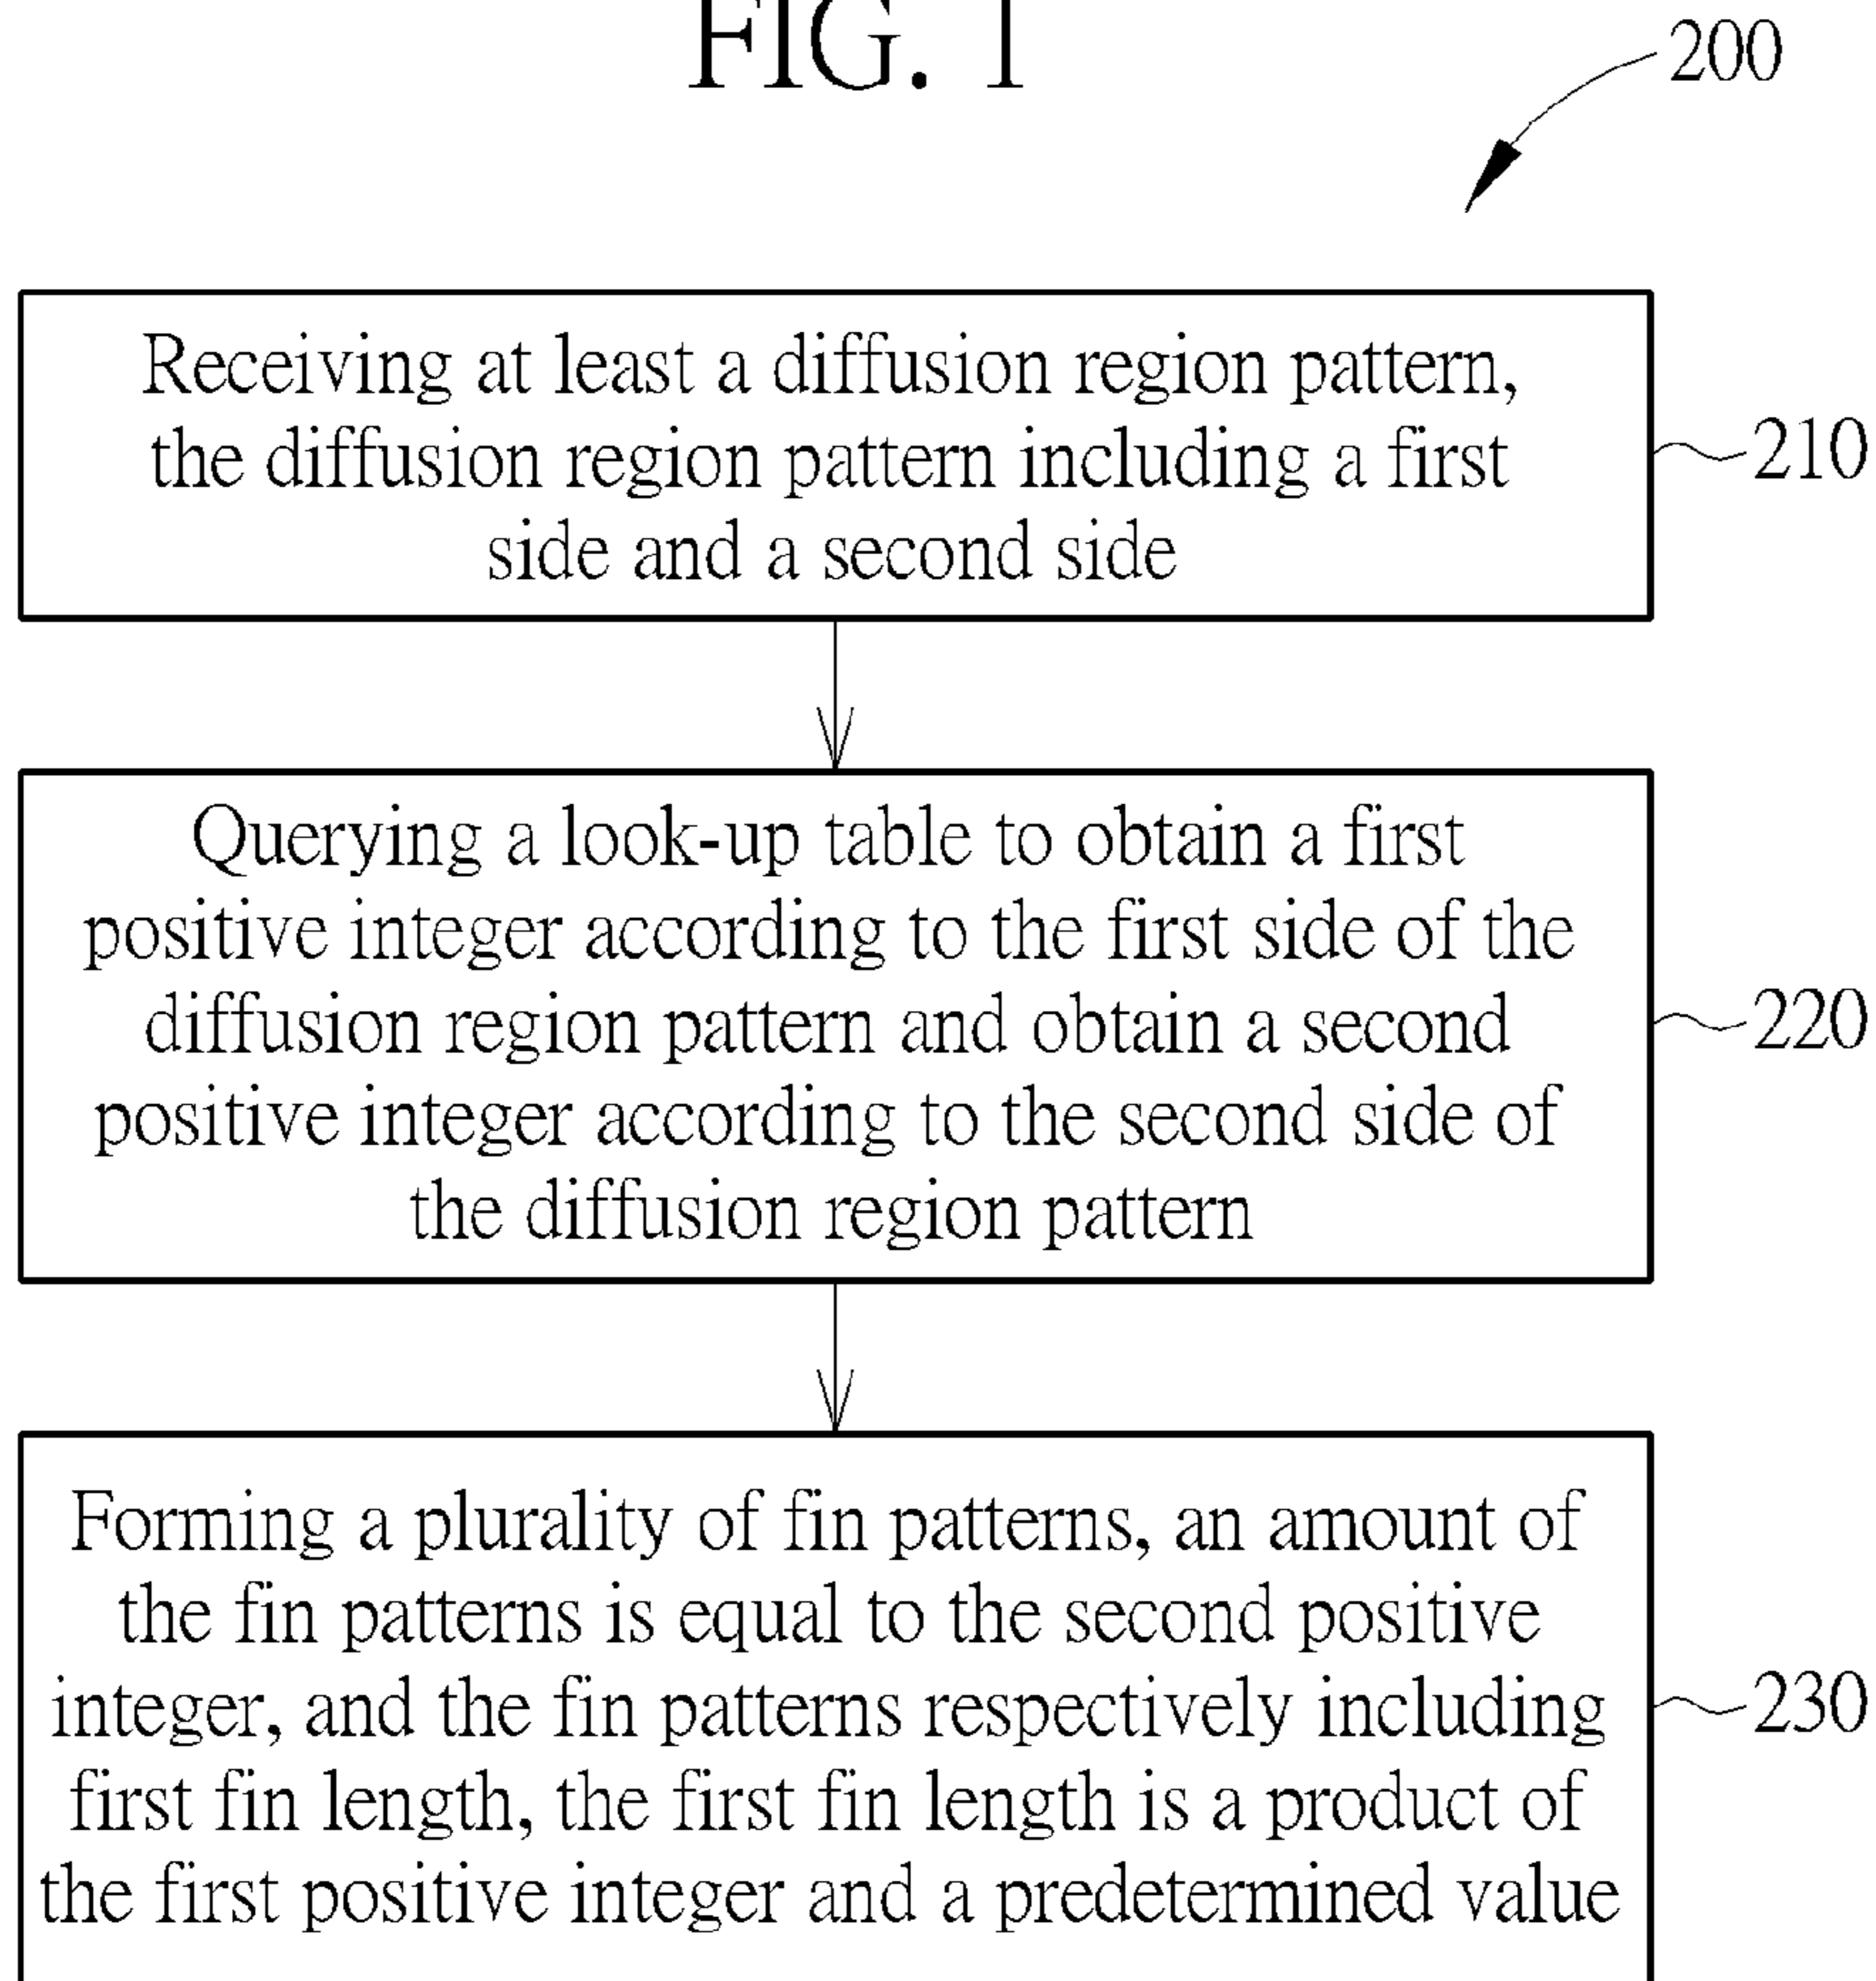 FIG. 1
200
Receiving at least a diffusion region pattern,
the diffusion region pattern including a first
side and a second side
210
Querying a look-up table to obtain a first
positive integer according to the first side of the
diffusion region pattern and obtain a second
positive integer according to the second side of
the diffusion region pattern
220
Forming a plurality of fin patterns, an amount of
the fin patterns is equal to the second positive
integer, and the fin patterns respectively including
first fin length, the first fin length is a product of
the first positive integer and a predetermined value
230